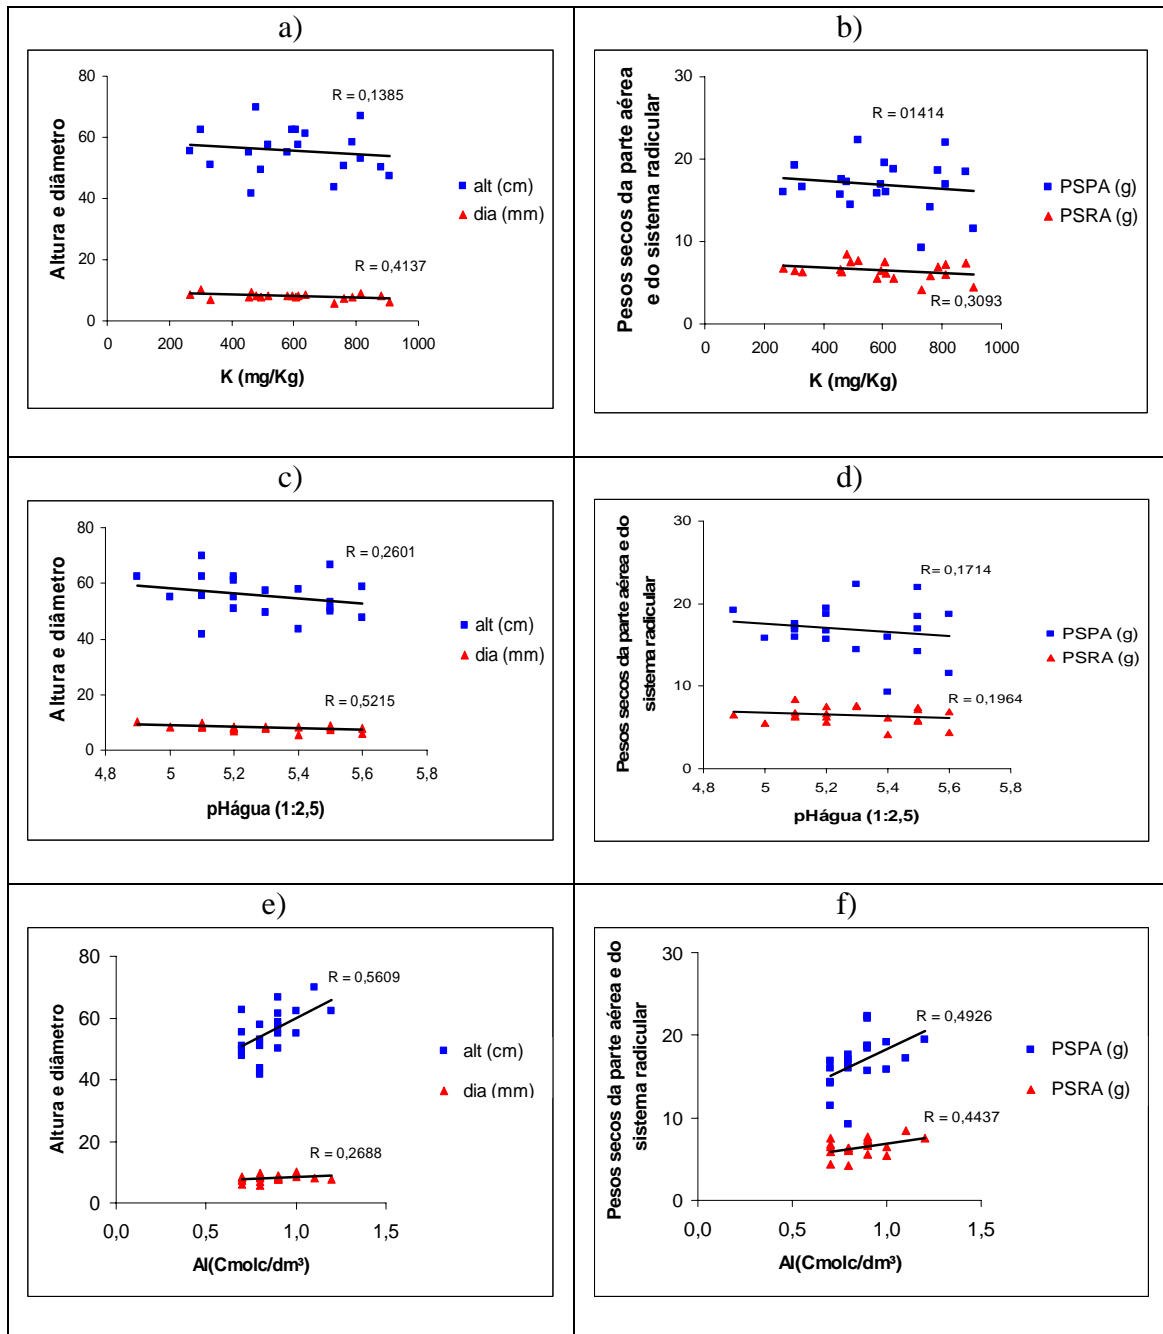 a)
80
60
40
20
0
0
200
400
600
800
1000
Altura e diâmetro
K (mg/Kg)
R = 0,1385
R = 0,4137
alt (cm)
dia (mm)
b)
30
20
10
0
0
200
400
600
800
1000
Pesos secos da parte aérea
e do sistema radicular
K (mg/Kg)
R = 01414
R= 0,3093
PSPA (g)
PSRA (g)
c)
80
60
40
20
0
4,8
5
5,2
5,4
5,6
5,8
Altura e diâmetro
pHágua (1:2,5)
R = 0,2601
R = 0,5215
alt (cm)
dia (mm)
d)
30
20
10
0
4,8
5
5,2
5,4
5,6
5,8
Pesos secos da parte aérea e do
sistema radicular
pHágua (1:2,5)
R= 0,1714
R = 0,1964
PSPA (g)
PSRA (g)
e)
80
60
40
20
0
0,0
0,5
1,0
1,5
Altura e diâmetro
Al(Cmolc/dm³)
R = 0,5609
R = 0,2688
alt (cm)
dia (mm)
f)
30
20
10
0
0,0
0,5
1,0
1,5
Pesos secos da parte aérea e do
sistema radicular
Al(Cmolc/dm³)
R = 0,4926
R = 0,4437
PSPA (g)
PSRA (g)